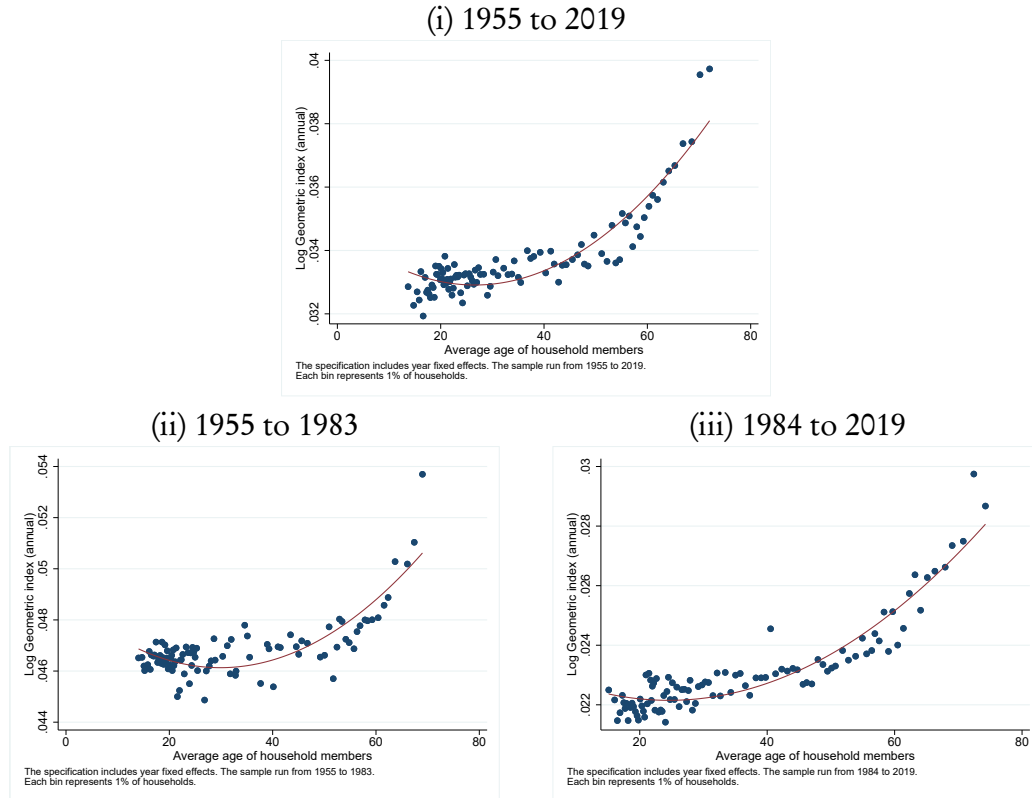 (i) 1955 to 2019
Log Geometric index (annual)
.04
.038
.036
.034
.032
0 20 40 60 80
Average age of household members
The specification includes year fixed effects. The sample run from 1955 to 2019.
Each bin represents 1% of households.
(ii) 1955 to 1983
Log Geometric index (annual)
.054
.052
.05
.048
.046
.044
0 20 40 60 80
Average age of household members
The specification includes year fixed effects. The sample run from 1955 to 1983.
Each bin represents 1% of households.
(iii) 1984 to 2019
Log Geometric index (annual)
.03
.028
.026
.024
.022
20 40 60 80
Average age of household members
The specification includes year fixed effects. The sample run from 1984 to 2019.
Each bin represents 1% of households.